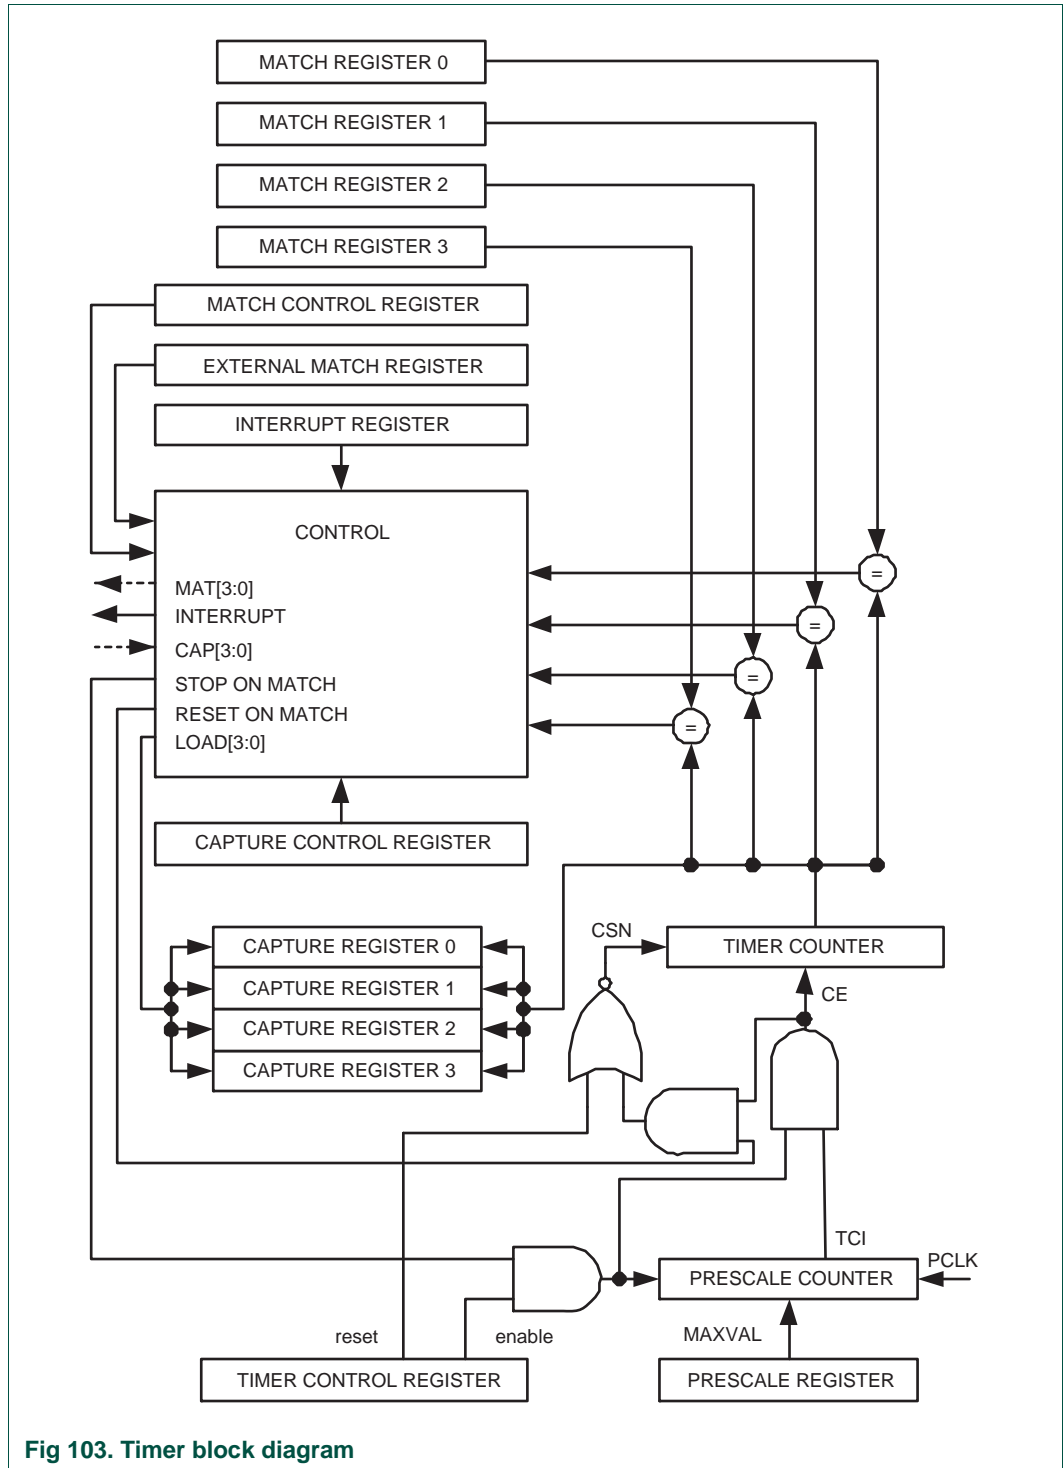 MATCH REGISTER 0
MATCH REGISTER 1
MATCH REGISTER 2
MATCH REGISTER 3
MATCH CONTROL REGISTER
EXTERNAL MATCH REGISTER
INTERRUPT REGISTER
CONTROL
=
=
=
=
MAT[3:0]
INTERRUPT
CAP[3:0]
STOP ON MATCH
RESET ON MATCH
LOAD[3:0]
CAPTURE CONTROL REGISTER
CSN
TIMER COUNTER
CE
CAPTURE REGISTER 0
CAPTURE REGISTER 1
CAPTURE REGISTER 2
CAPTURE REGISTER 3
TCI
PCLK
PRESCALE COUNTER
reset
enable
MAXVAL
TIMER CONTROL REGISTER
PRESCALE REGISTER
Fig 103. Timer block diagram